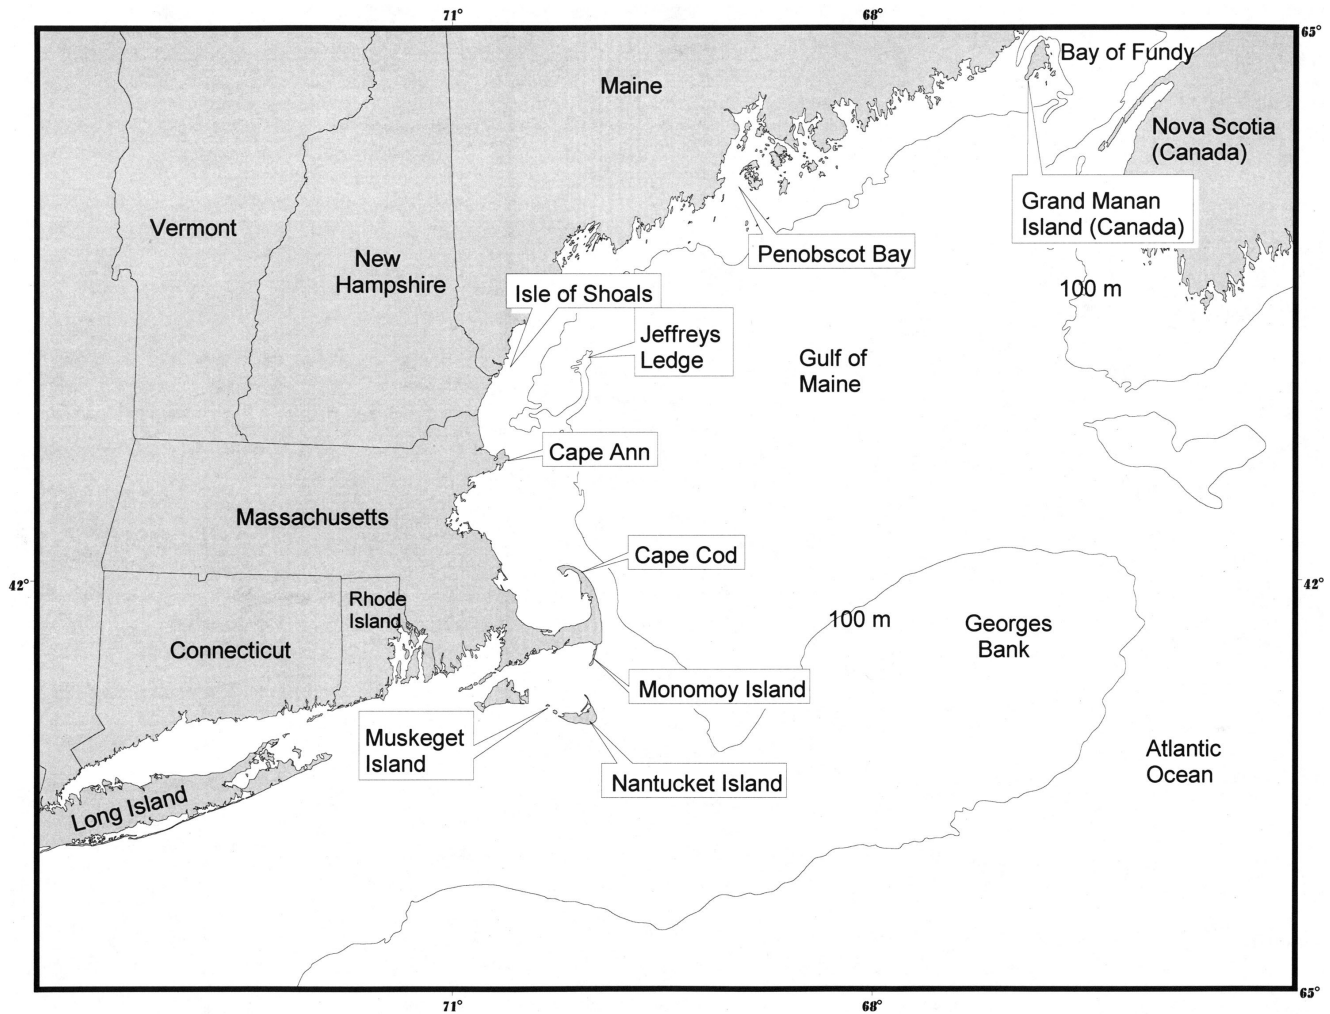 71°
68°
65°
Bay of Fundy
Maine
Nova Scotia
(Canada)
Grand Manan
Island (Canada)
Vermont
Penobscot Bay
New
Hampshire
Isle of Shoals
100 m
Jeffreys
Ledge
Gulf of
Maine
Cape Ann
Massachusetts
Cape Cod
42°
42°
Rhode
Island
100 m
Georges
Bank
Connecticut
Monomoy Island
Muskeget
Island
Nantucket Island
Atlantic
Ocean
Long Island
71°
68°
65°